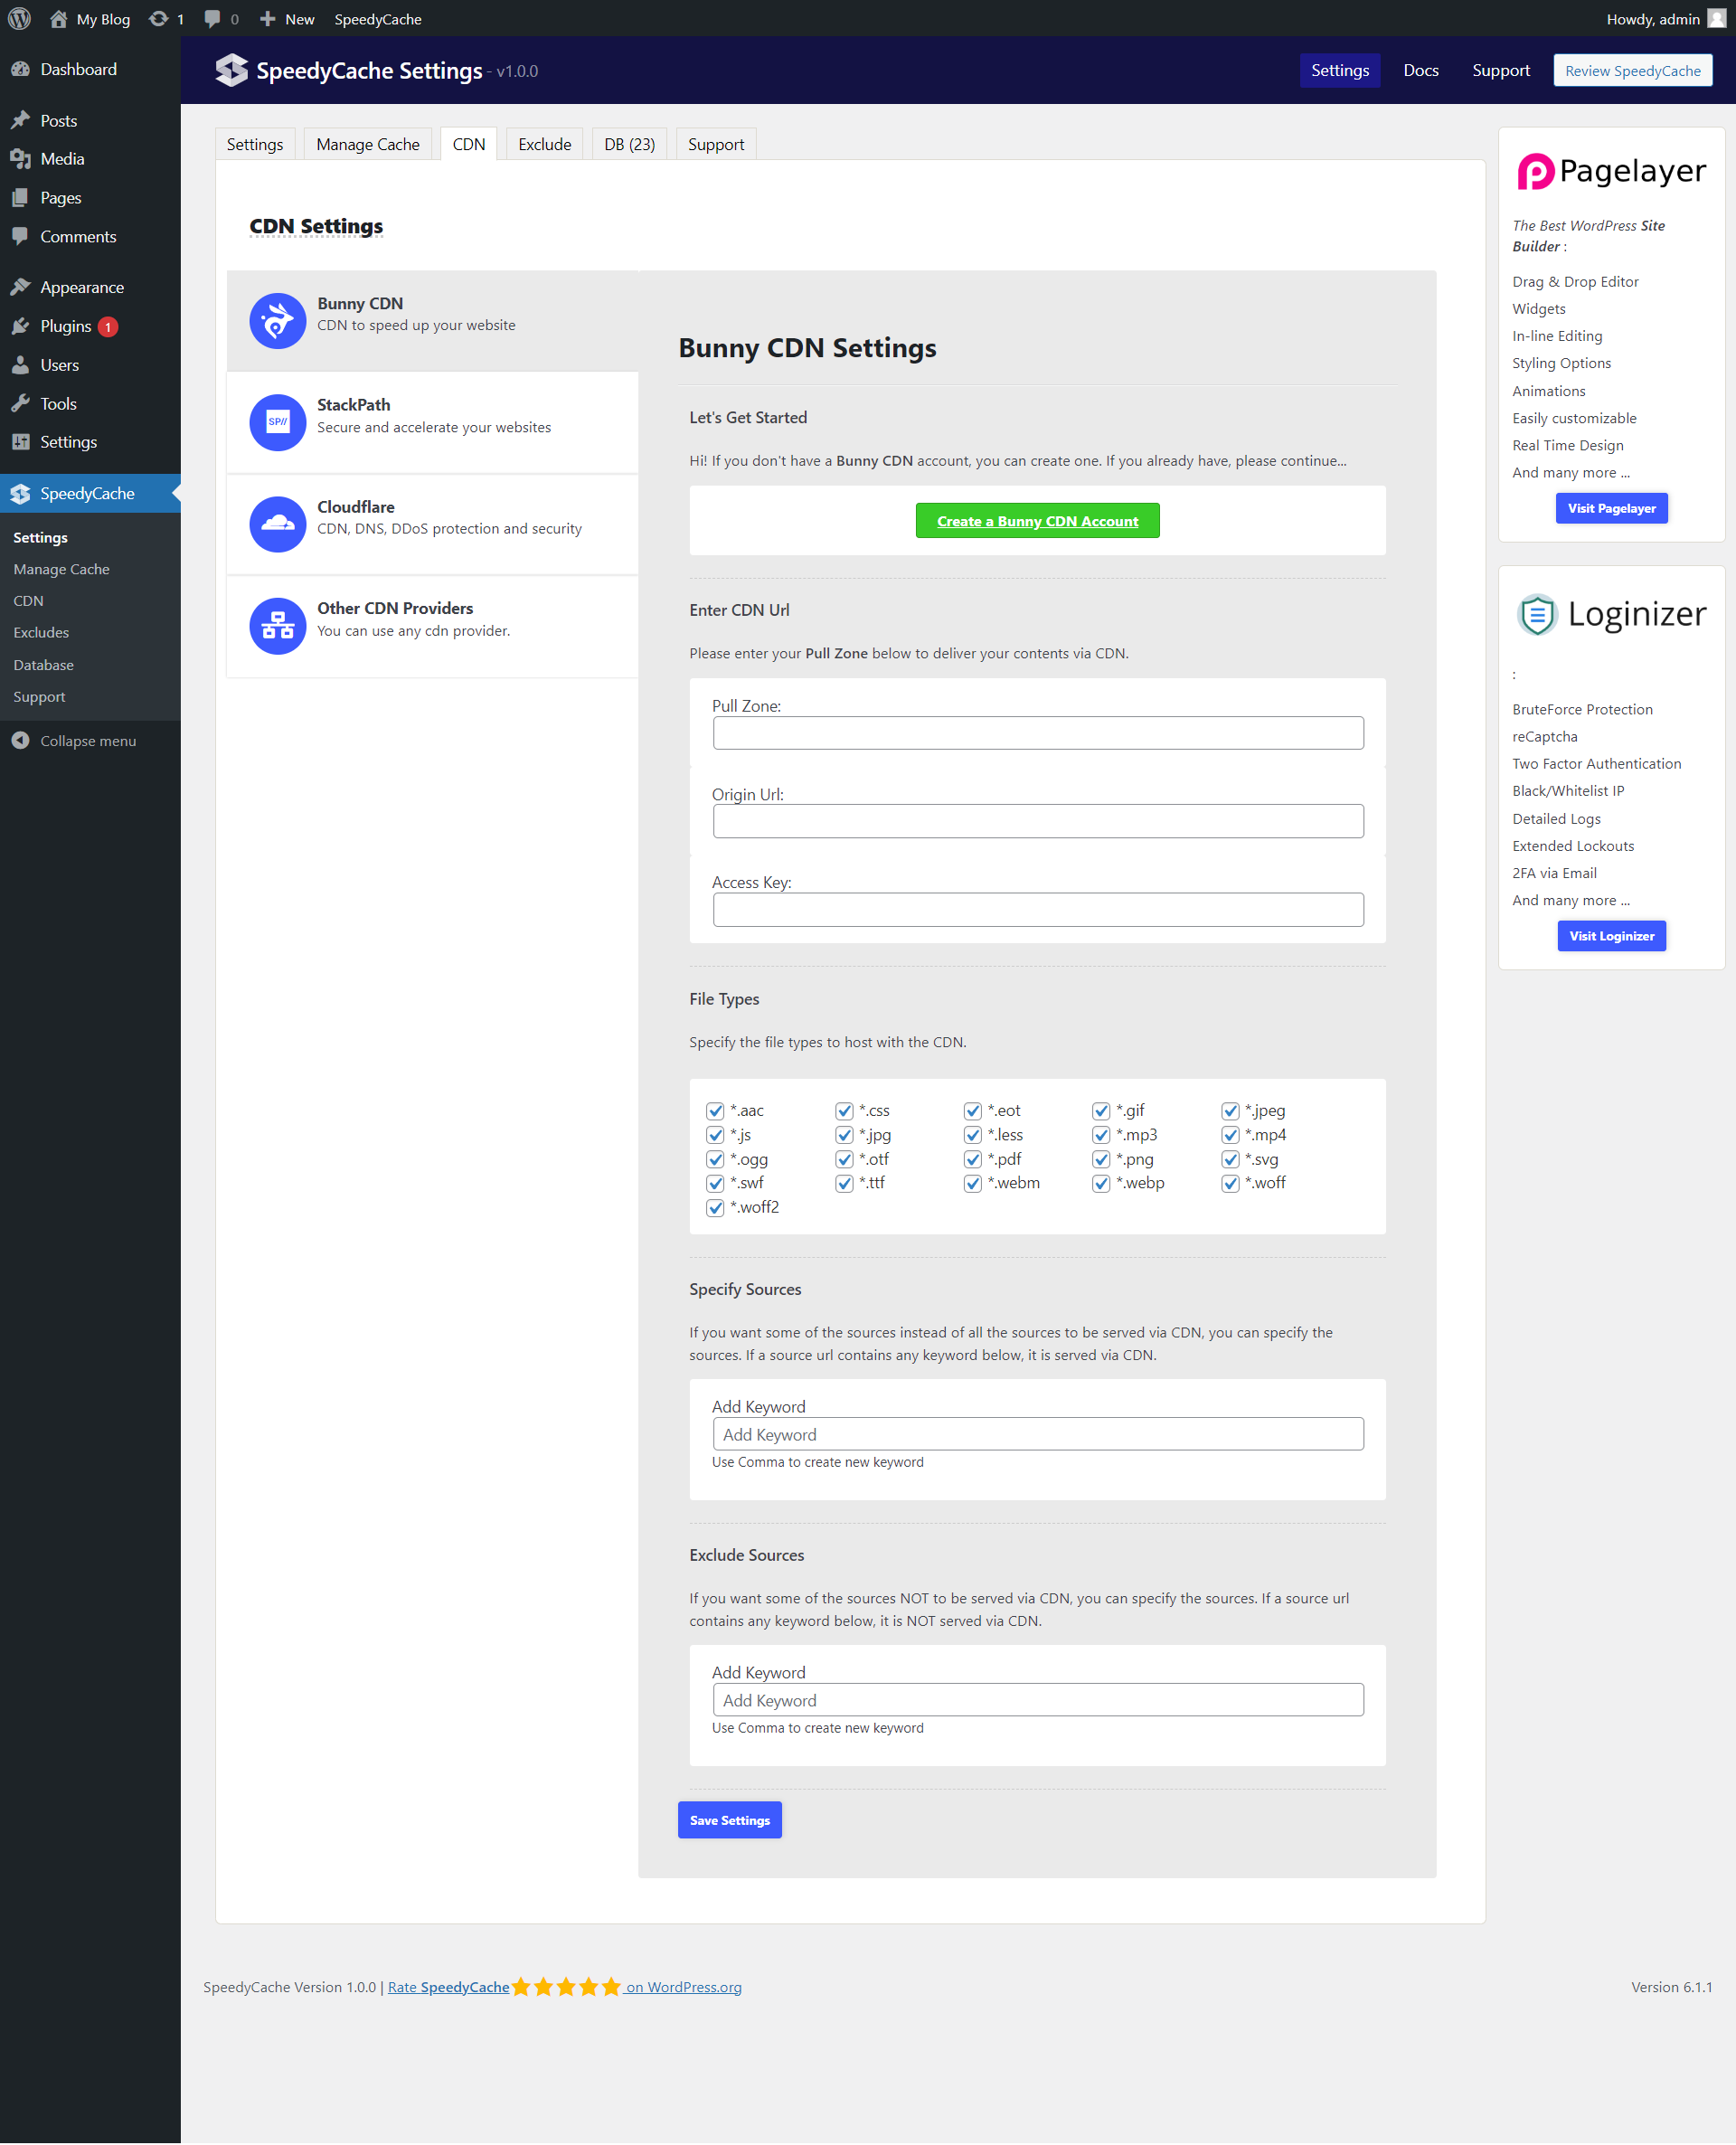 My Blog 1 0 New SpeedyCache Howdy, admin
Dashboard
Posts
Media
Pages
Comments
Appearance
Plugins 1
Users
Tools
Settings
SpeedyCache
Settings
Manage Cache
CDN
Excludes
Database
Support
Collapse menu
SpeedyCache Settings - v1.0.0
Settings Docs Support Review SpeedyCache
Settings Manage Cache CDN Exclude DB (23) Support
CDN Settings
Bunny CDN
CDN to speed up your website
SP//
StackPath
Secure and accelerate your websites
Cloudflare
CDN, DNS, DDoS protection and security
Other CDN Providers
You can use any cdn provider.
Bunny CDN Settings
Let's Get Started
Hi! If you don't have a Bunny CDN account, you can create one. If you already have, please continue...
Create a Bunny CDN Account
Enter CDN Url
Please enter your Pull Zone below to deliver your contents via CDN.
Pull Zone:
Origin Url:
Access Key:
File Types
Specify the file types to host with the CDN.
*.aac *.css *.eot *.gif *.jpeg
*.js *.jpg *.less *.mp3 *.mp4
*.ogg *.otf *.pdf *.png *.svg
*.swf *.ttf *.webm *.webp *.woff
*.woff2
Specify Sources
If you want some of the sources instead of all the sources to be served via CDN, you can specify the
sources. If a source url contains any keyword below, it is served via CDN.
Add Keyword
Add Keyword
Use Comma to create new keyword
Exclude Sources
If you want some of the sources NOT to be served via CDN, you can specify the sources. If a source url
contains any keyword below, it is NOT served via CDN.
Add Keyword
Add Keyword
Use Comma to create new keyword
Save Settings
Pagelayer
The Best WordPress Site
Builder :
Drag & Drop Editor
Widgets
In-line Editing
Styling Options
Animations
Easily customizable
Real Time Design
And many more ...
Visit Pagelayer
Loginizer
:
BruteForce Protection
reCaptcha
Two Factor Authentication
Black/Whitelist IP
Detailed Logs
Extended Lockouts
2FA via Email
And many more ...
Visit Loginizer
SpeedyCache Version 1.0.0 | Rate SpeedyCache on WordPress.org
Version 6.1.1